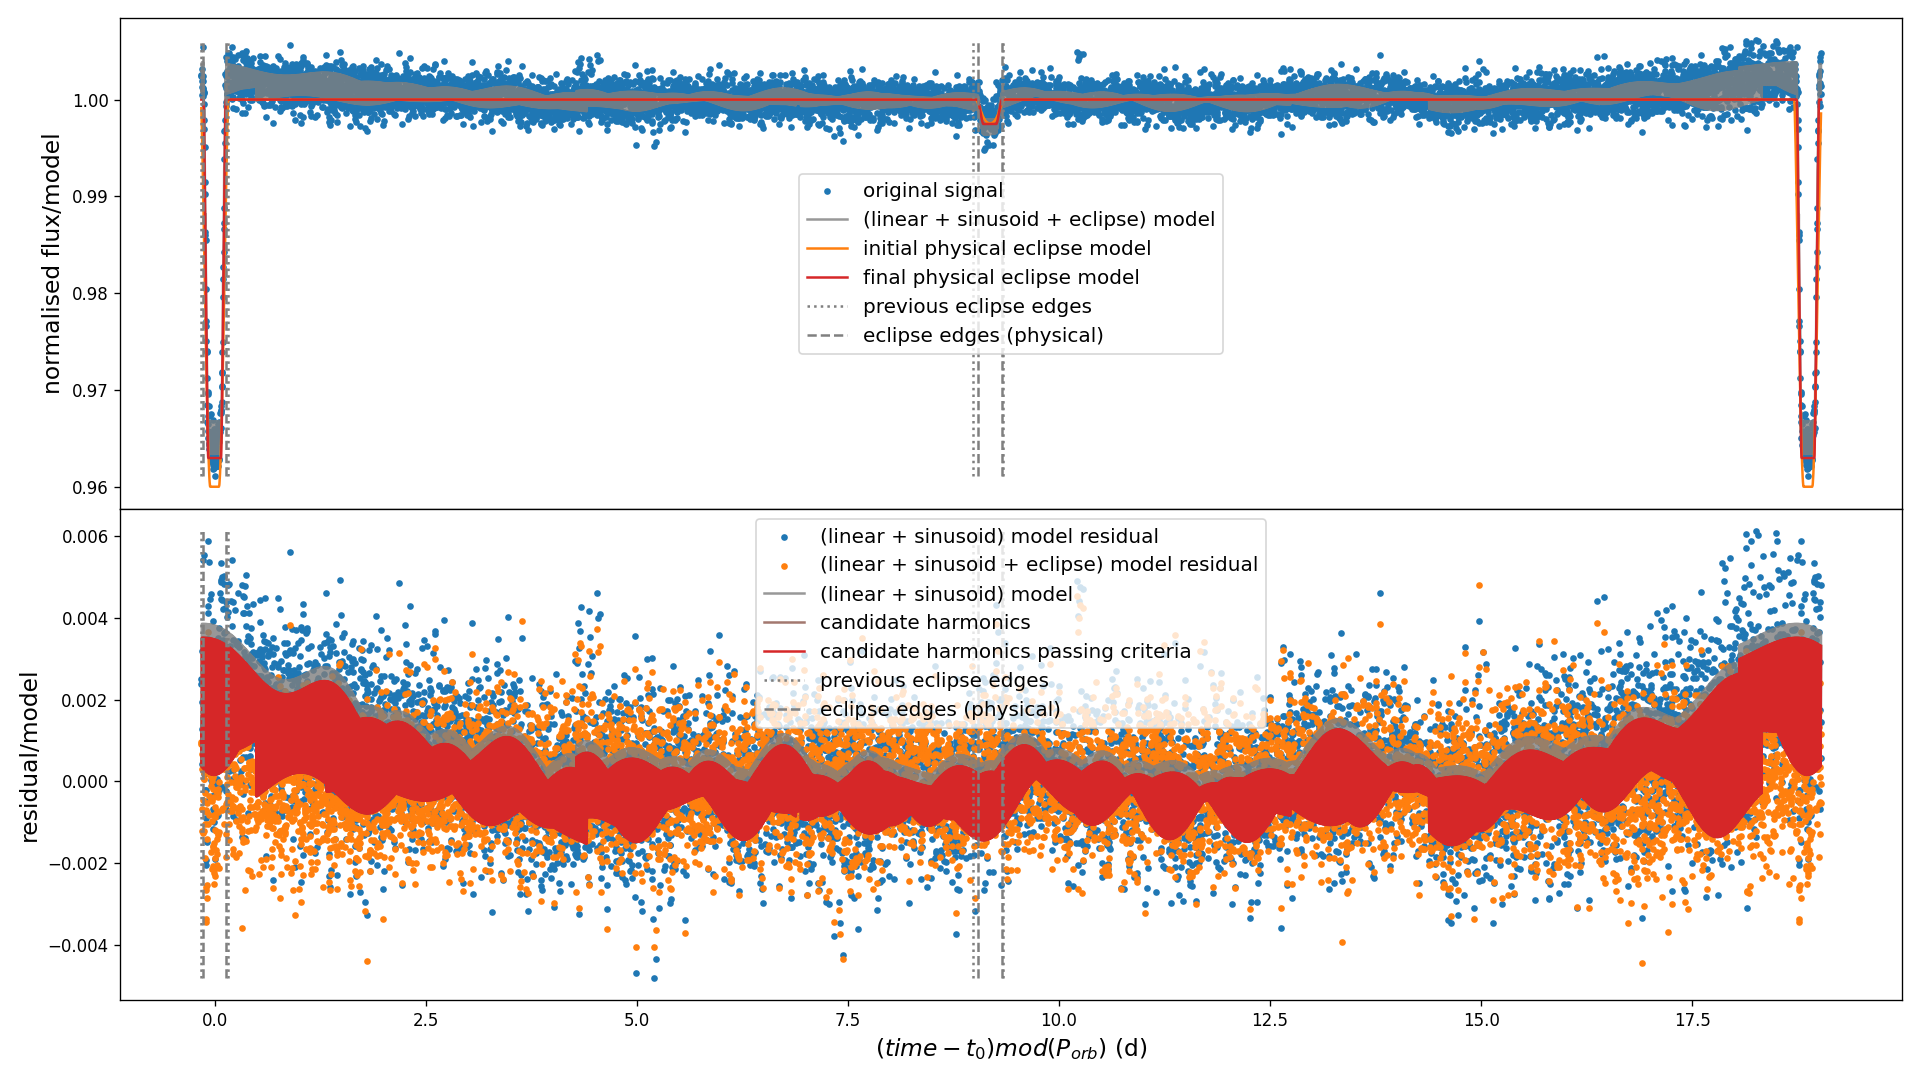 normalised flux/model
1.00
0.99
0.98
0.97
0.96
original signal
(linear + sinusoid + eclipse) model
initial physical eclipse model
final physical eclipse model
previous eclipse edges
eclipse edges (physical)
residual/model
0.006
0.004
0.002
0.000
−0.002
−0.004
(linear + sinusoid) model residual
(linear + sinusoid + eclipse) model residual
(linear + sinusoid) model
candidate harmonics
candidate harmonics passing criteria
previous eclipse edges
eclipse edges (physical)
0.0 2.5 5.0 7.5 10.0 12.5 15.0 17.5
(time − t₀)mod(Pₒᵣb) (d)